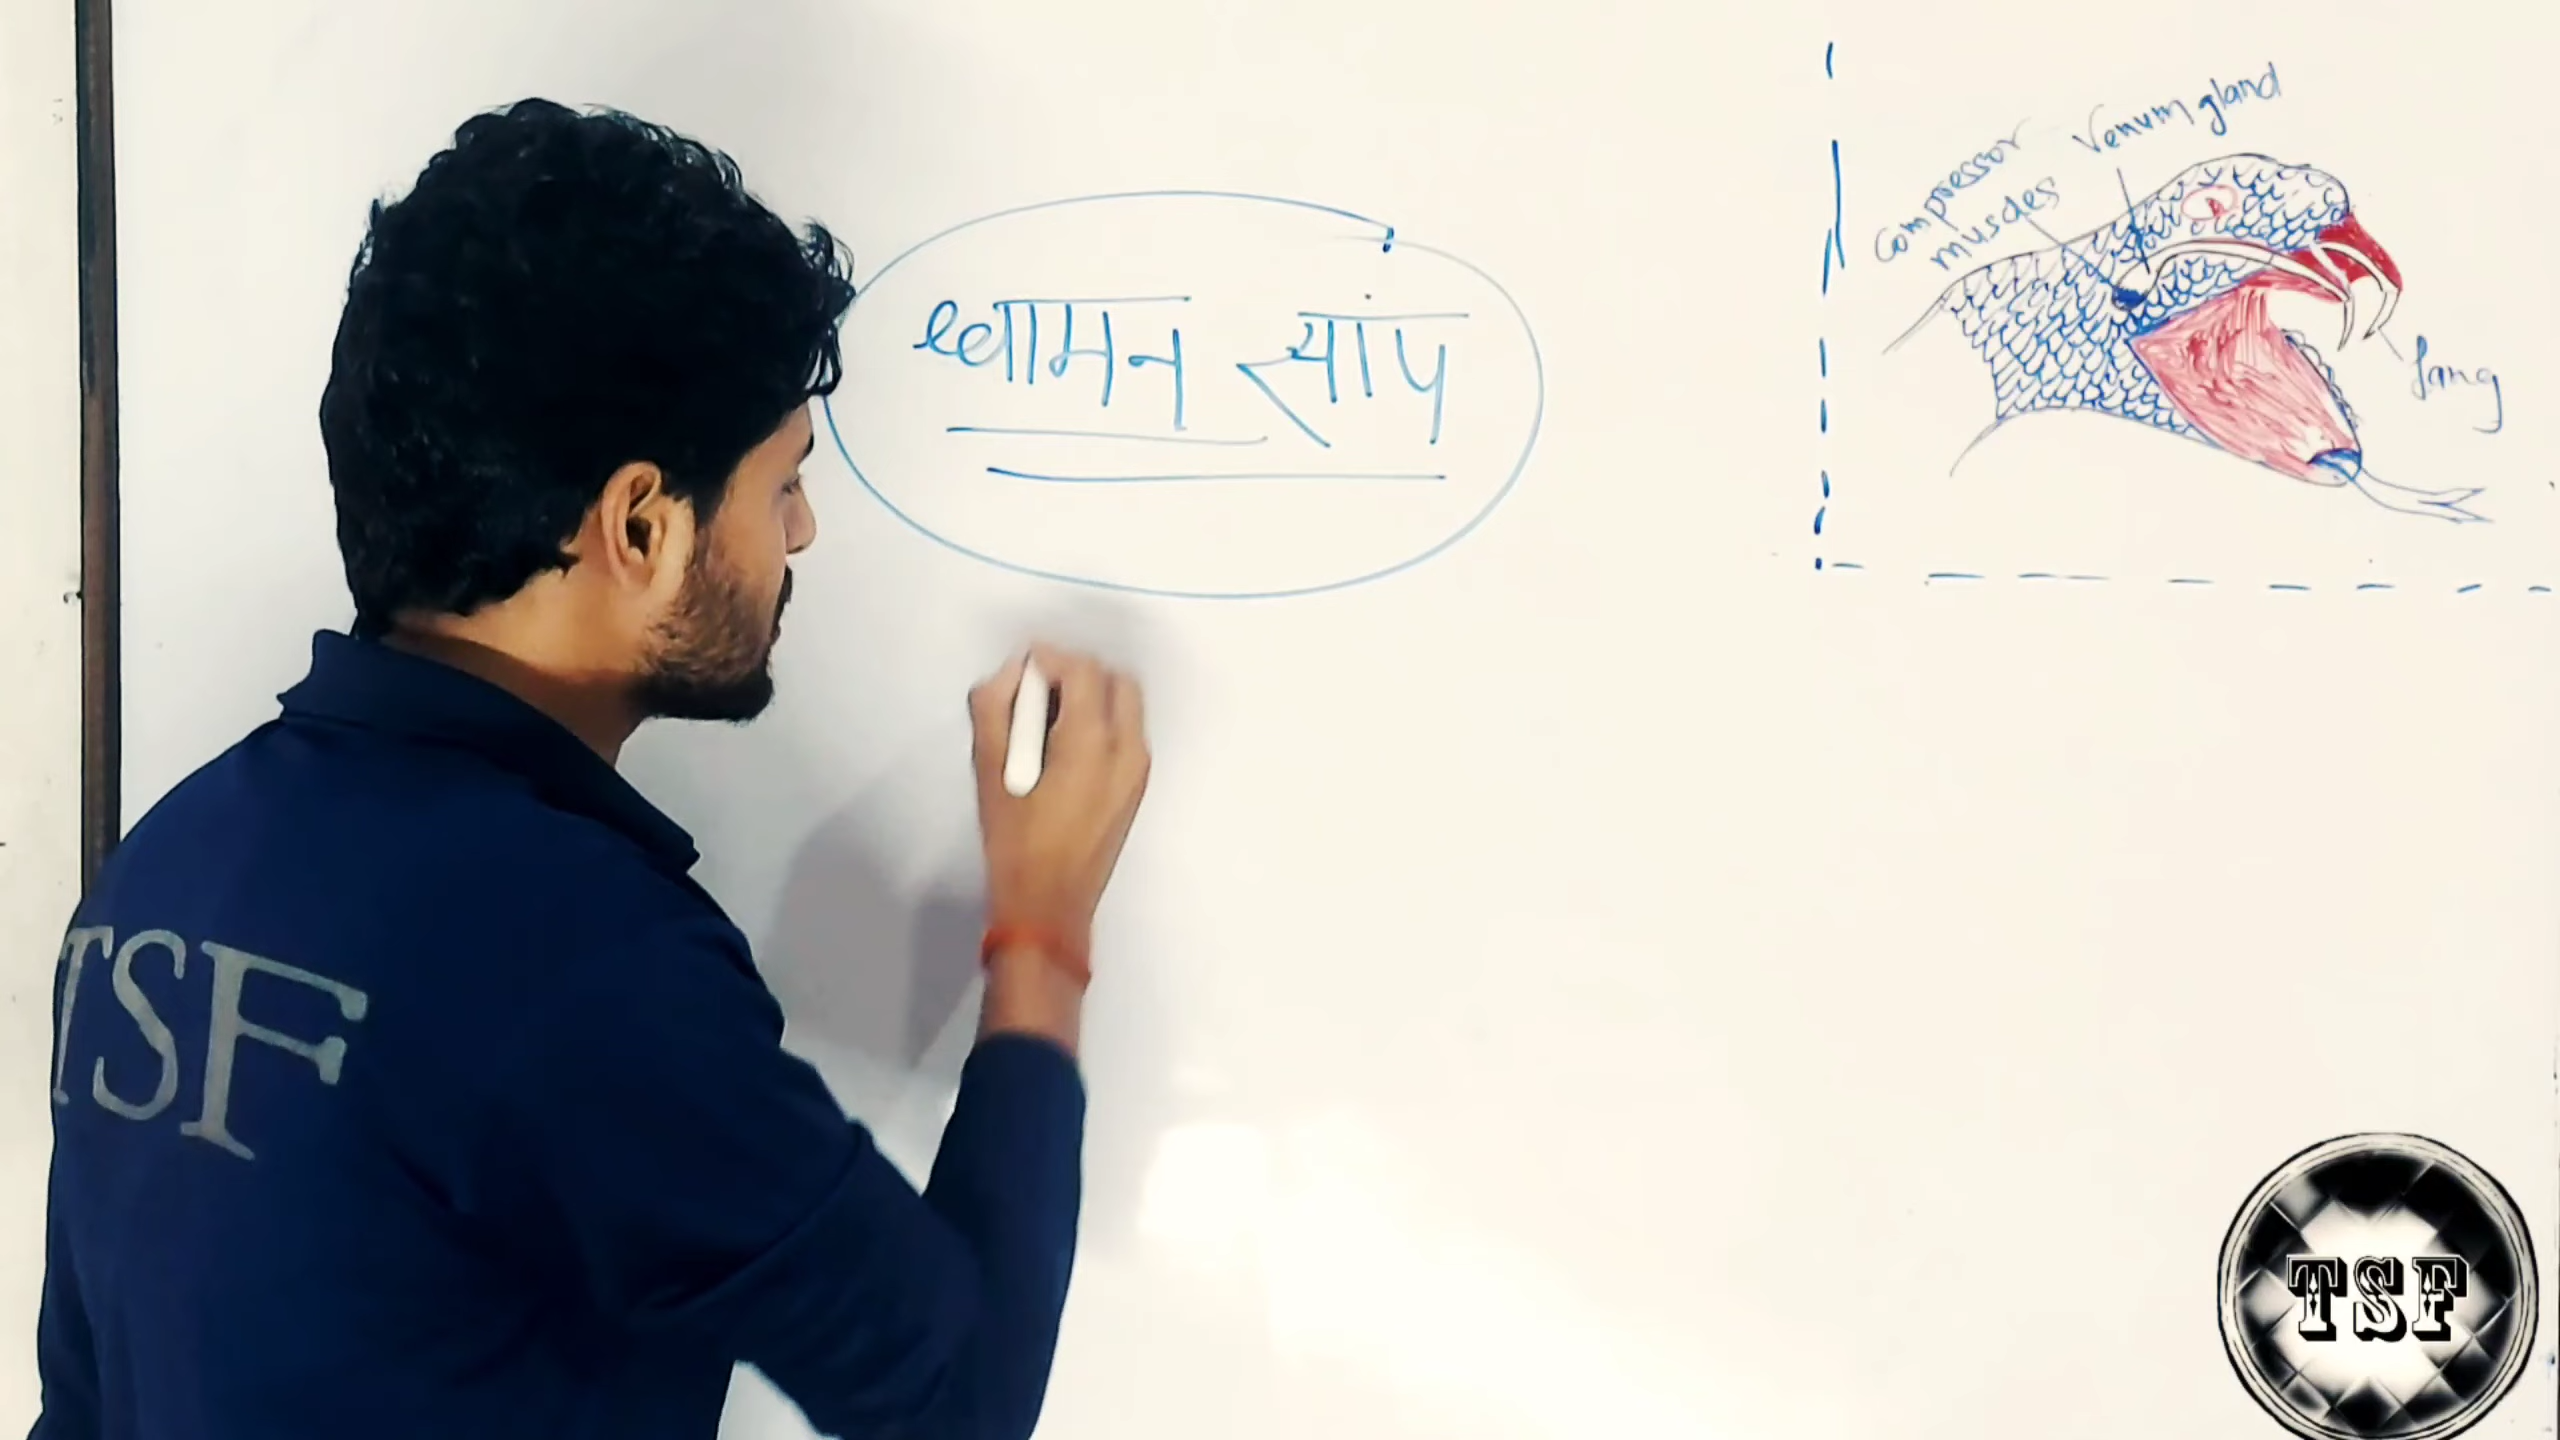 धामन सांप
Compressor
muscles
Venum gland
fang
TSF
TSF